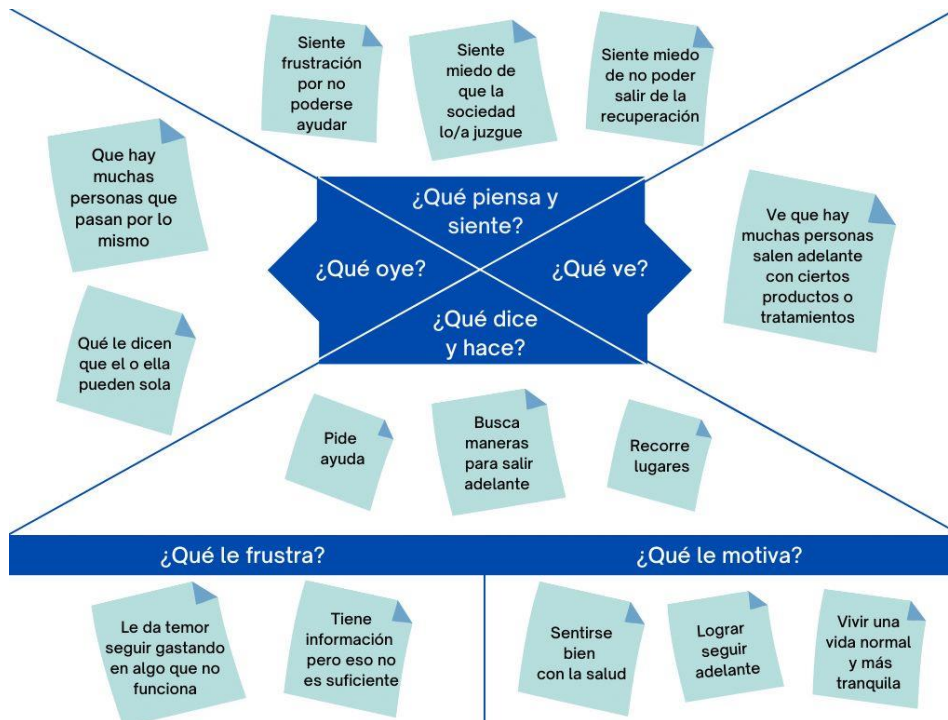 Siente
frustración
por no
poderse
ayudar
Siente
miedo de
que la
sociedad
lo/a juzgue
Siente miedo
de no poder
salir de la
recuperación
Que hay
muchas
personas que
pasan por lo
mismo
¿Qué piensa y
siente?
¿Qué oye?
¿Qué ve?
¿Qué dice
y hace?
Ve que hay
muchas personas
salen adelante
con ciertos
productos o
tratamientos
Qué le dicen
que el o ella
pueden sola
Pide
ayuda
Busca
maneras
para salir
adelante
Recorre
lugares
¿Qué le frustra?
¿Qué le motiva?
Le da temor
seguir gastando
en algo que no
funciona
Tiene
información
pero eso no
es suficiente
Sentirse
bien
con la salud
Lograr
seguir
adelante
Vivir una
vida normal
y más
tranquila